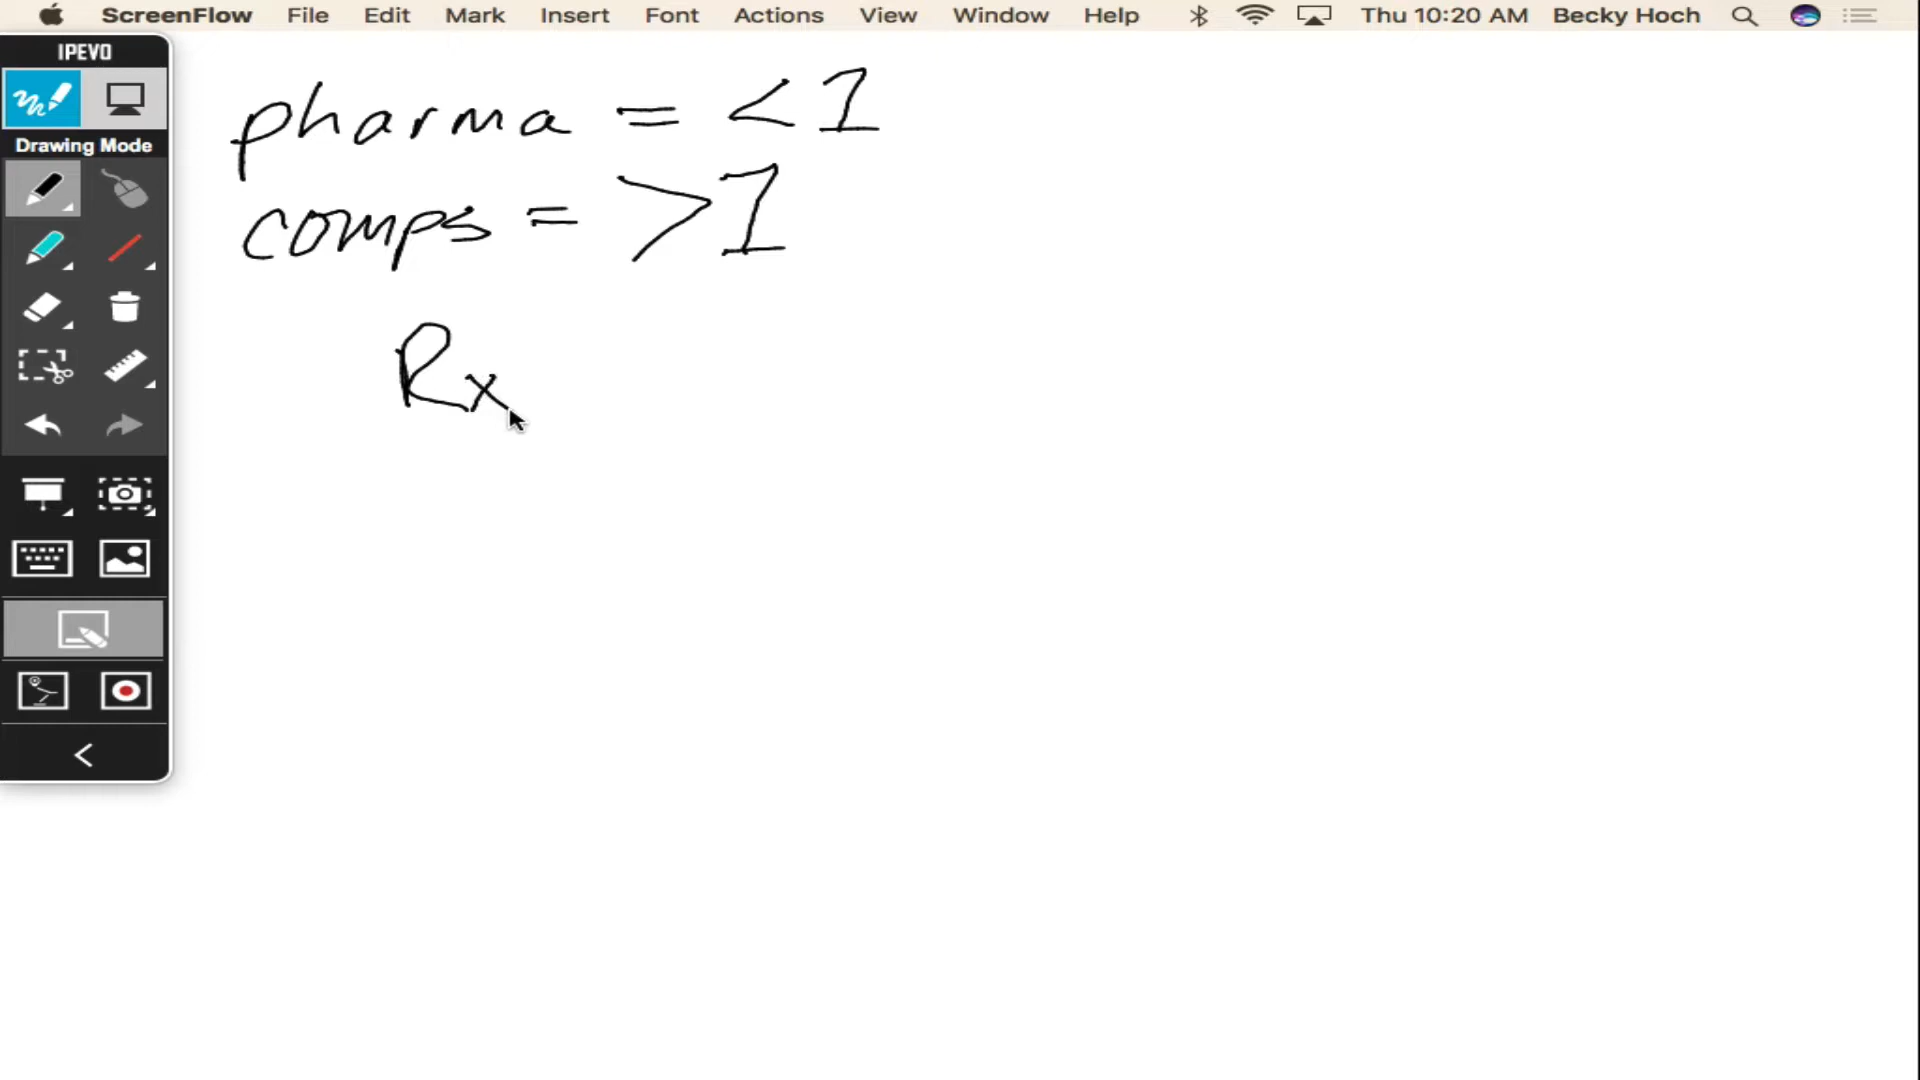 ScreenFlow File Edit Mark Insert Font Actions View Window Help Thu 10:20 AM Becky Hoch
IPEVO
Drawing Mode
pharma = <1
comps = >1
Rx